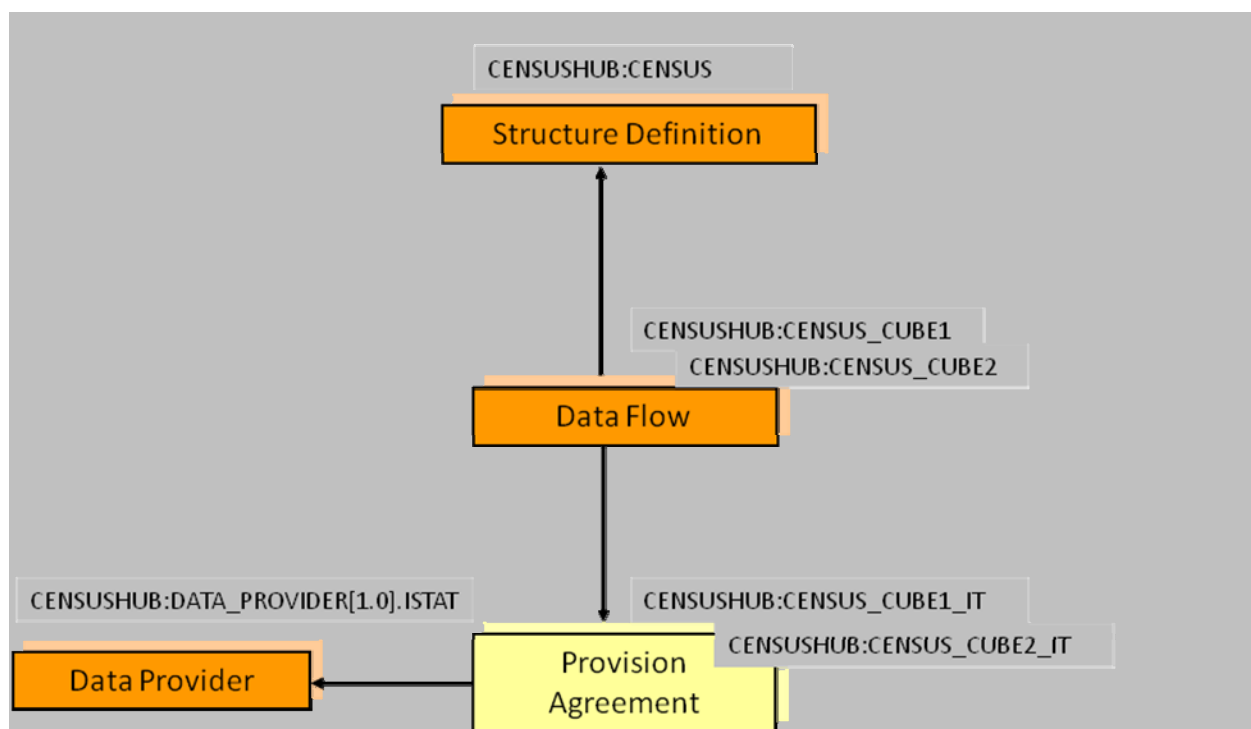 CENSUSHUB:CENSUS
Structure Definition
CENSUSHUB:CENSUS_CUBE1
CENSUSHUB:CENSUS_CUBE2
Data Flow
CENSUSHUB:DATA_PROVIDER[1.0].ISTAT
CENSUSHUB:CENSUS_CUBE1_IT
CENSUSHUB:CENSUS_CUBE2_IT
Data Provider
Provision
Agreement